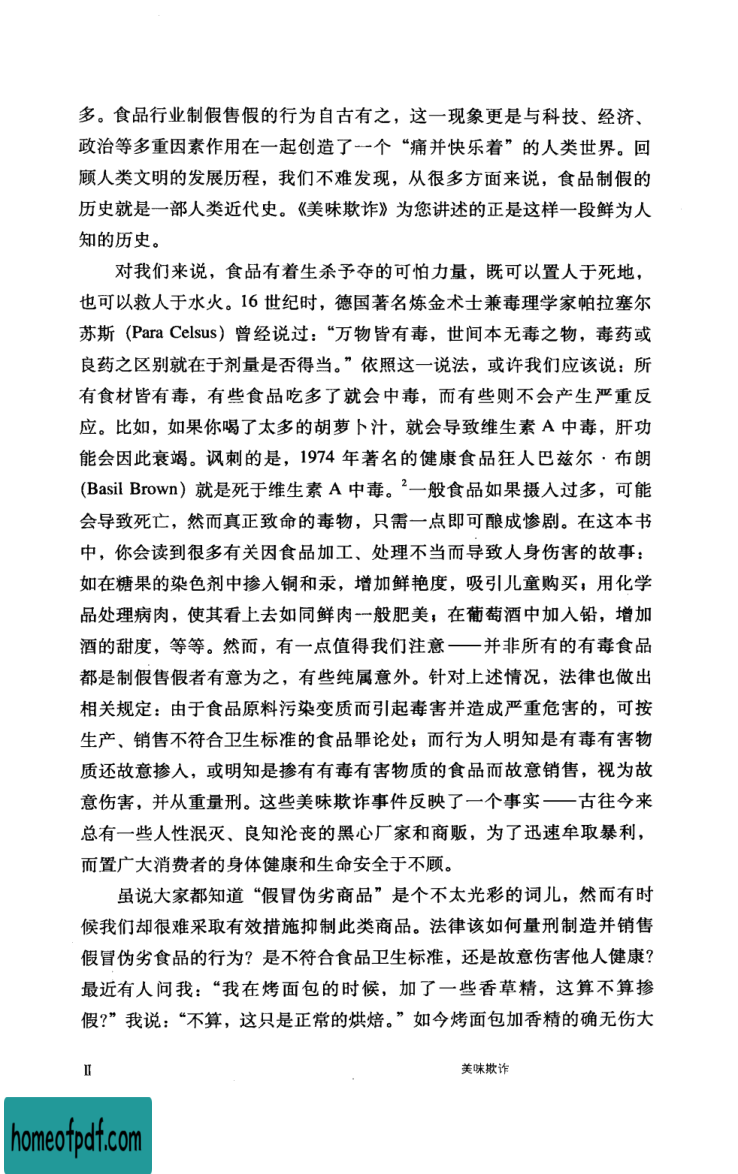 多。食品行业制假售假的行为自古有之，这一现象更是与科技、经济、
政治等多重因素作用在一起创造了一个“痛并快乐着”的人类世界。回
顾人类文明的发展历程，我们不难发现，从很多方面来说，食品制假的
历史就是一部人类近代史。《美味欺诈》为您讲述的正是这样一段鲜为人
知的历史。
对我们来说，食品有着生杀予夺的可怕力量，既可以置人于死地，
也可以救人于水火。16 世纪时，德国著名炼金术士兼毒理学家帕拉塞尔
苏斯（Para Celsus）曾经说过：“万物皆有毒，世间本无毒之物，毒药或
良药之区别就在于剂量是否得当。”依照这一说法，或许我们应该说：所
有食材皆有毒，有些食品吃多了就会中毒，而有些则不会产生严重反
应。比如，如果你喝了太多的胡萝卜汁，就会导致维生素 A 中毒，肝功
能会因此衰竭。讽刺的是，1974 年著名的健康食品狂人巴兹尔·布朗
(Basil Brown）就是死于维生素 A 中毒。2一般食品如果摄入过多，可能
会导致死亡，然而真正致命的毒物，只需一点即可酿成惨剧。在这本书
中，你会读到很多有关因食品加工、处理不当而导致人身伤害的故事：
如在糖果的染色剂中掺入铜和汞，增加鲜艳度，吸引儿童购买；用化学
品处理病肉，使其看上去如同鲜肉一般肥美；在葡萄酒中加入铅，增加
酒的甜度，等等。然而，有一点值得我们注意——并非所有的有毒食品
都是制假售假者有意为之，有些纯属意外。针对上述情况，法律也做出
相关规定：由于食品原料污染变质而引起毒害并造成严重危害的，可按
生产、销售不符合卫生标准的食品罪论处；而行为人明知是有毒有害物
质还故意掺入，或明知是掺有有毒有害物质的食品而故意销售，视为故
意伤害，并从重量刑。这些美味欺诈事件反映了一个事实——古往今来
总有一些人性泯灭、良知沦丧的黑心厂家和商贩，为了迅速牟取暴利，
而置广大消费者的身体健康和生命安全于不顾。
虽说大家都知道“假冒伪劣商品”是个不太光彩的词儿，然而有时
候我们却很难采取有效措施抑制此类商品。法律该如何量刑制造并销售
假冒伪劣食品的行为？是不符合食品卫生标准，还是故意伤害他人健康？
最近有人问我：“我在烤面包的时候，加了一些香草精，这算不算掺
假？”我说：“不算，这只是正常的烘焙。”如今烤面包加香精的确无伤大
II
美味欺诈
homeofpdf.com